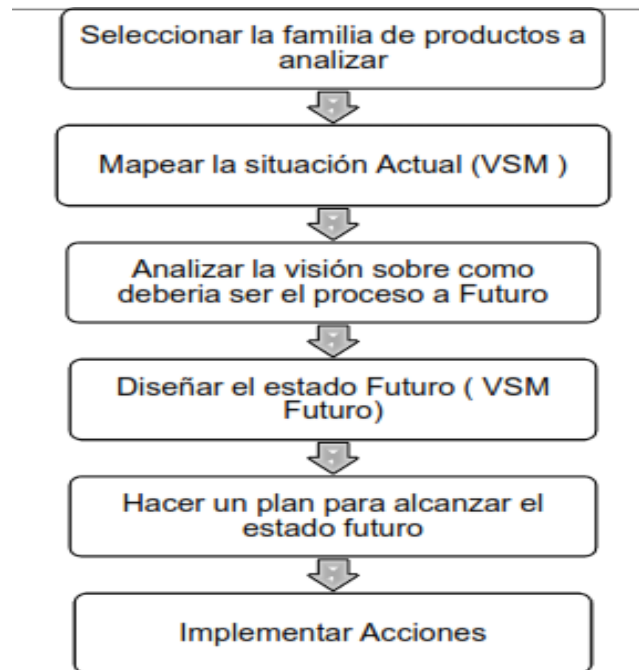 Seleccionar la familia de productos a
analizar
Mapear la situación Actual (VSM )
Analizar la visión sobre como
deberia ser el proceso a Futuro
Diseñar el estado Futuro ( VSM
Futuro)
Hacer un plan para alcanzar el
estado futuro
Implementar Acciones